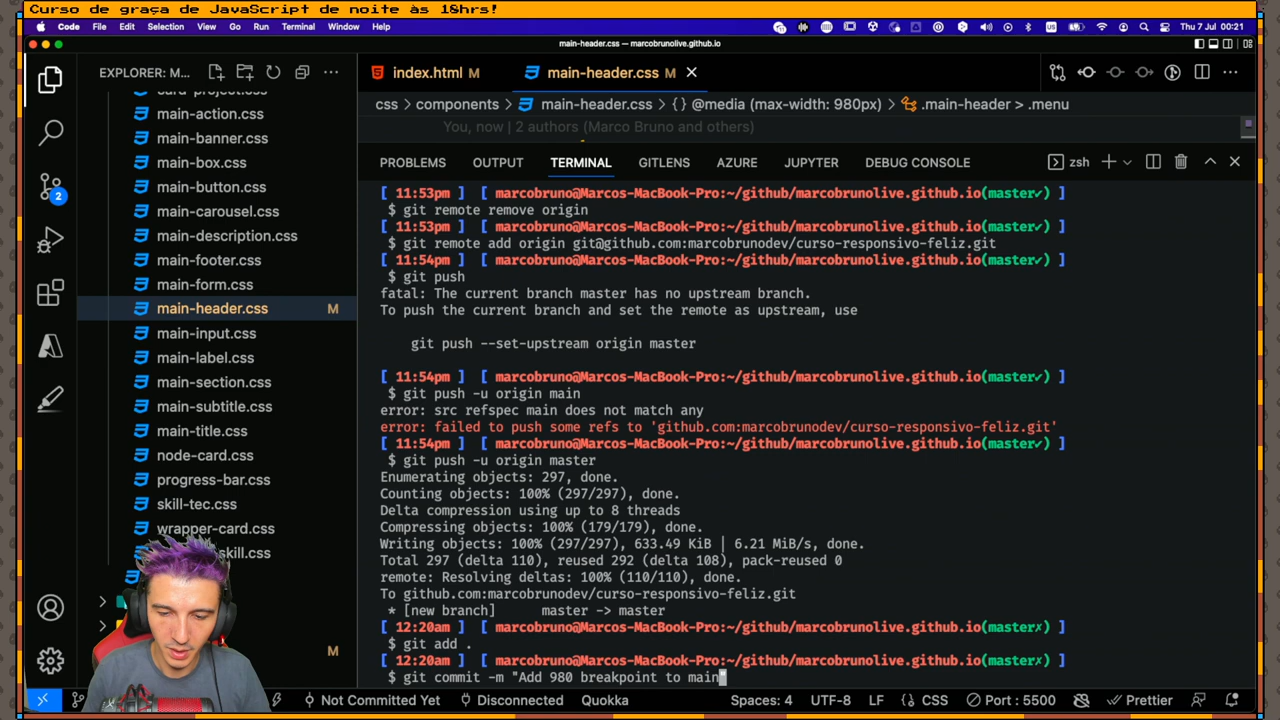 Curso de graça de JavaScript de noite às 10hrs!
Code File Edit Selection View Go Run Terminal Window Help
Thu 7 Jul 00:21
main-header.css — marcobrunolive.github.io
EXPLORER: M...
index.html M
main-header.css M
css > components > main-header.css > {} @media (max-width: 980px) > .main-header > .menu
You, now | 2 authors (Marco Bruno and others)
PROBLEMS OUTPUT TERMINAL GITLENS AZURE JUPYTER DEBUG CONSOLE
zsh
card-project.css
main-action.css
main-banner.css
main-box.css
main-button.css
main-carousel.css
main-description.css
main-footer.css
main-form.css
main-header.css M
main-input.css
main-label.css
main-section.css
main-subtitle.css
main-title.css
node-card.css
progress-bar.css
skill-tec.css
wrapper-card.css
skill.css
M
2
[ 11:53pm ] [ marcobruno@Marcos-MacBook-Pro:~/github/marcobrunolive.github.io(master✔) ]
$ git remote remove origin
[ 11:53pm ] [ marcobruno@Marcos-MacBook-Pro:~/github/marcobrunolive.github.io(master✔) ]
$ git remote add origin git@github.com:marcobrunodev/curso-responsivo-feliz.git
[ 11:54pm ] [ marcobruno@Marcos-MacBook-Pro:~/github/marcobrunolive.github.io(master✔) ]
$ git push
fatal: The current branch master has no upstream branch.
To push the current branch and set the remote as upstream, use
git push --set-upstream origin master
[ 11:54pm ] [ marcobruno@Marcos-MacBook-Pro:~/github/marcobrunolive.github.io(master✔) ]
$ git push -u origin main
error: src refspec main does not match any
error: failed to push some refs to 'github.com:marcobrunodev/curso-responsivo-feliz.git'
[ 11:54pm ] [ marcobruno@Marcos-MacBook-Pro:~/github/marcobrunolive.github.io(master✔) ]
$ git push -u origin master
Enumerating objects: 297, done.
Counting objects: 100% (297/297), done.
Delta compression using up to 8 threads
Compressing objects: 100% (179/179), done.
Writing objects: 100% (297/297), 633.49 KiB | 6.21 MiB/s, done.
Total 297 (delta 110), reused 292 (delta 108), pack-reused 0
remote: Resolving deltas: 100% (110/110), done.
To github.com:marcobrunodev/curso-responsivo-feliz.git
* [new branch] master -> master
[ 12:20am ] [ marcobruno@Marcos-MacBook-Pro:~/github/marcobrunolive.github.io(master✗) ]
$ git add .
[ 12:20am ] [ marcobruno@Marcos-MacBook-Pro:~/github/marcobrunolive.github.io(master✗) ]
$ git commit -m "Add 980 breakpoint to main"
Not Committed Yet Disconnected Quokka Spaces: 4 UTF-8 LF CSS Port : 5500 Prettier